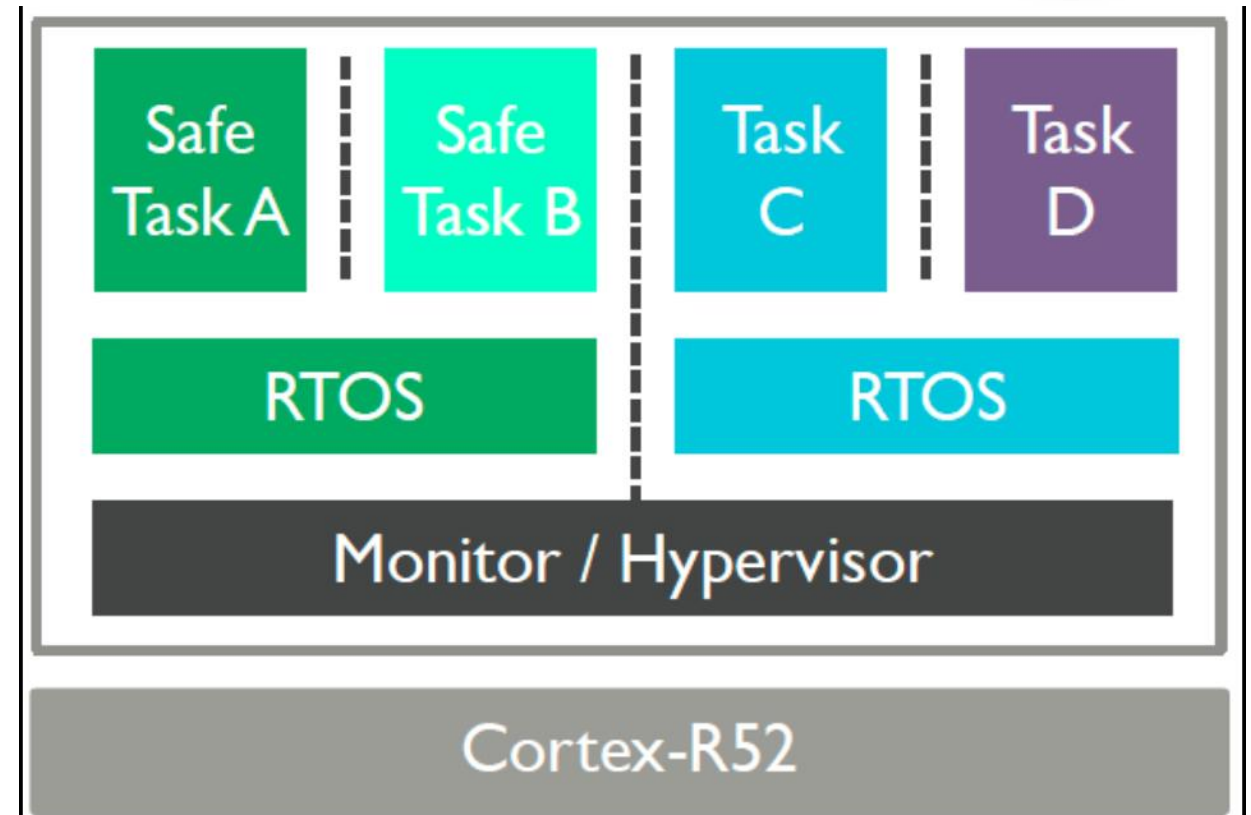 Safe
Task A
Safe
Task B
Task
C
Task
D
RTOS
RTOS
Monitor / Hypervisor
Cortex-R52